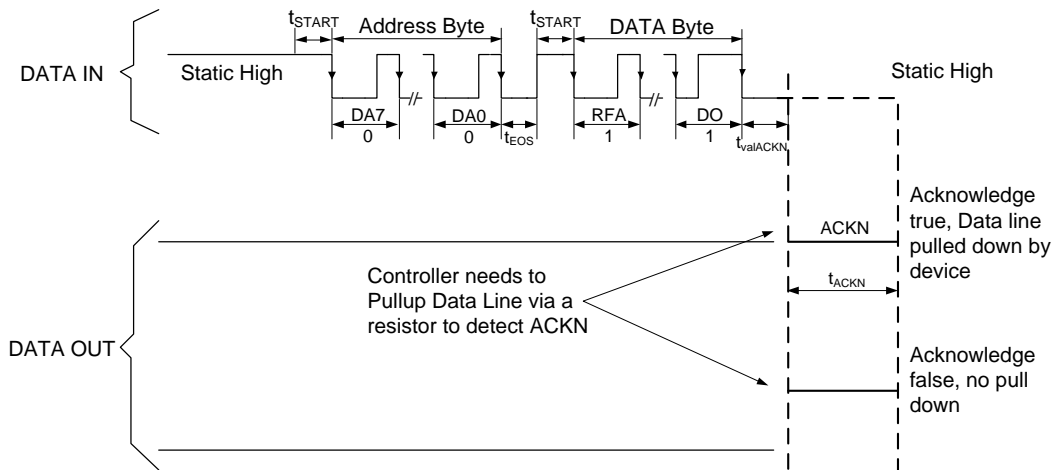 tSTART
Address Byte
tSTART
DATA Byte
DATA IN
Static High
Static High
DA7
0
DA0
0
tEOS
RFA
1
DO
1
tvalACKN
ACKN
Acknowledge
true, Data line
pulled down by
device
tACKN
Controller needs to
Pullup Data Line via a
resistor to detect ACKN
DATA OUT
Acknowledge
false, no pull
down